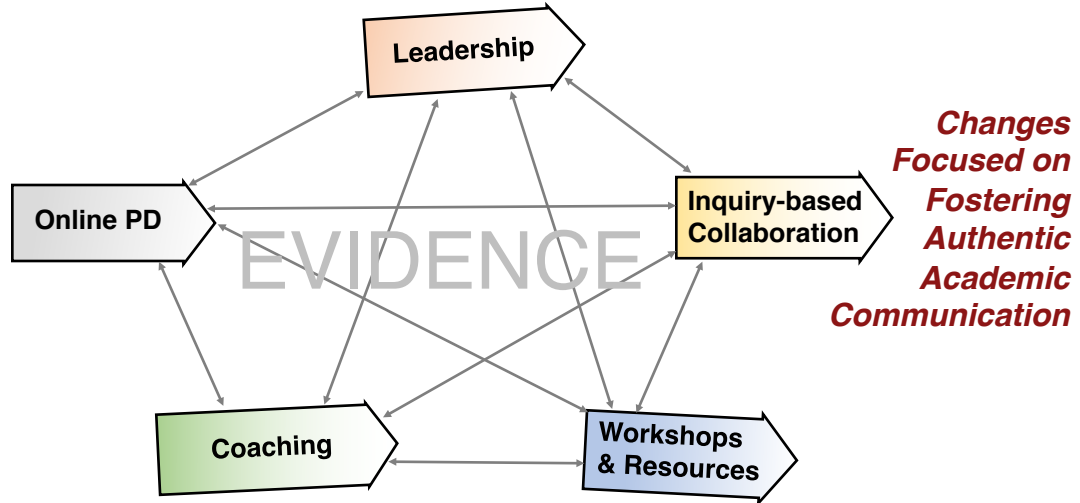 Leadership
Changes
Focused on
Fostering
Authentic
Academic
Communication
Online PD
Inquiry-based
Collaboration
EVIDENCE
Coaching
Workshops
& Resources